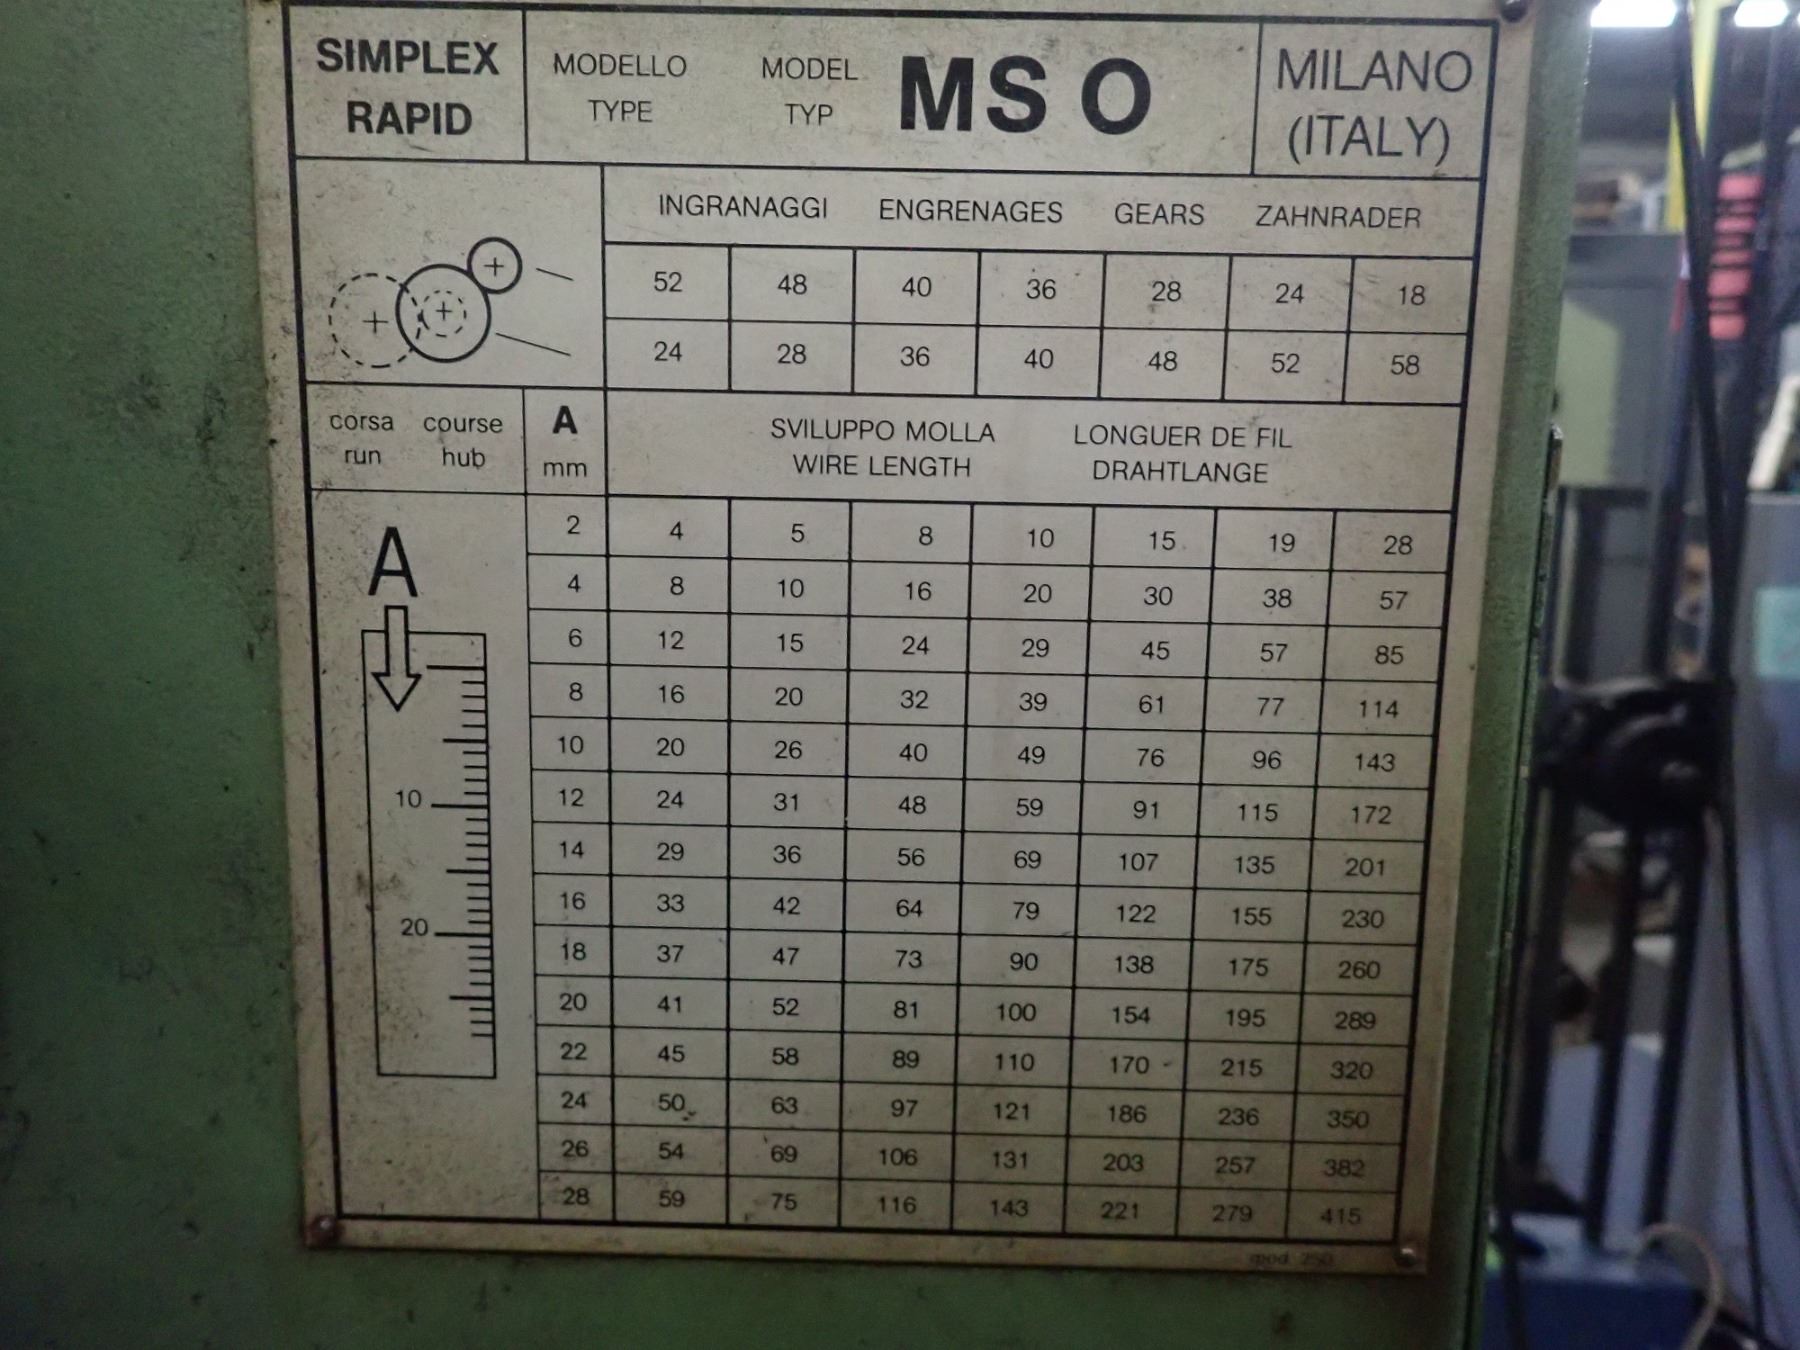 SIMPLEX
RAPID
MODELLO MODEL
TYPE TYP
MS O
MILANO
(ITALY)
INGRANAGGI ENGRENAGES GEARS ZAHNRADER
52 48 40 36 28 24 18
24 28 36 40 48 52 58
corsa course
run hub
A
mm
SVILUPPO MOLLA LONGUER DE FIL
WIRE LENGTH DRAHTLANGE
A
10
20
2 4 5 8 10 15 19 28
4 8 10 16 20 30 38 57
6 12 15 24 29 45 57 85
8 16 20 32 39 61 77 114
10 20 26 40 49 76 96 143
12 24 31 48 59 91 115 172
14 29 36 56 69 107 135 201
16 33 42 64 79 122 155 230
18 37 47 73 90 138 175 260
20 41 52 81 100 154 195 289
22 45 58 89 110 170 215 320
24 50 63 97 121 186 236 350
26 54 69 106 131 203 257 382
28 59 75 116 143 221 279 415
mod. 250